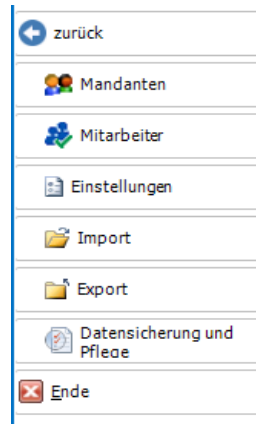 zurück
Mandanten
Mitarbeiter
Einstellungen
Import
Export
Datensicherung und
Pflege
Ende